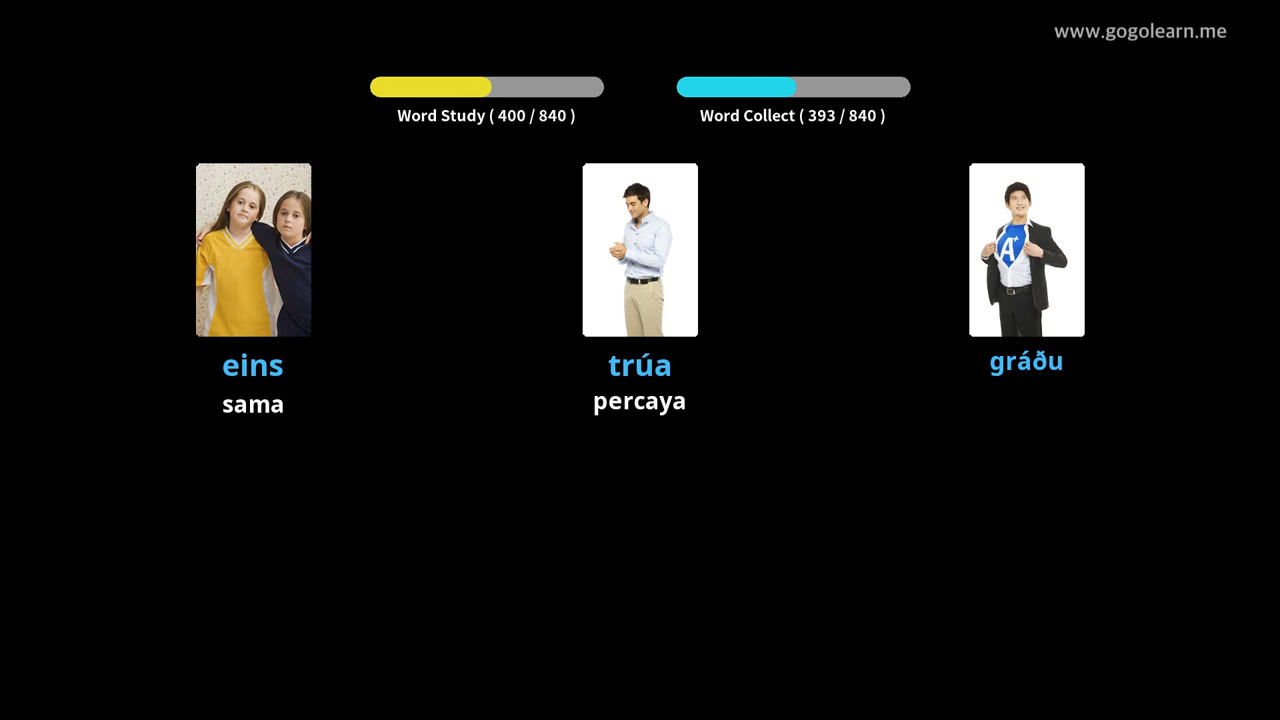 www.gogolearn.me
Word Study ( 400 / 840 )
Word Collect ( 393 / 840 )
A+
eins
sama
trúa
percaya
gráðu